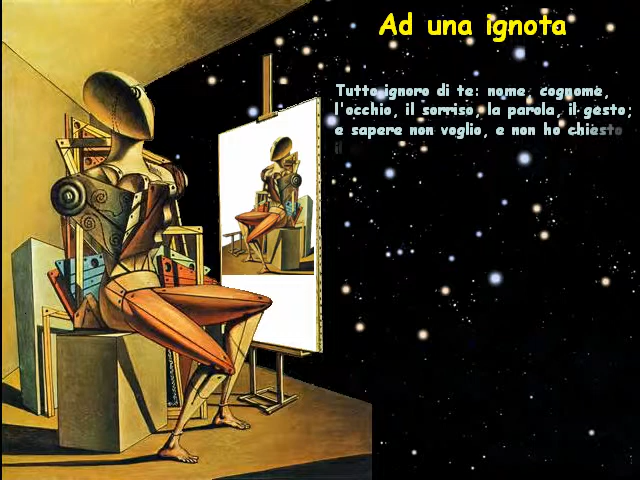 Ad una ignota
Tutto ignoro di te: nome, cognome,
l'occhio, il sorriso, la parola, il gesto;
e sapere non voglio, e non ho chiesto
il